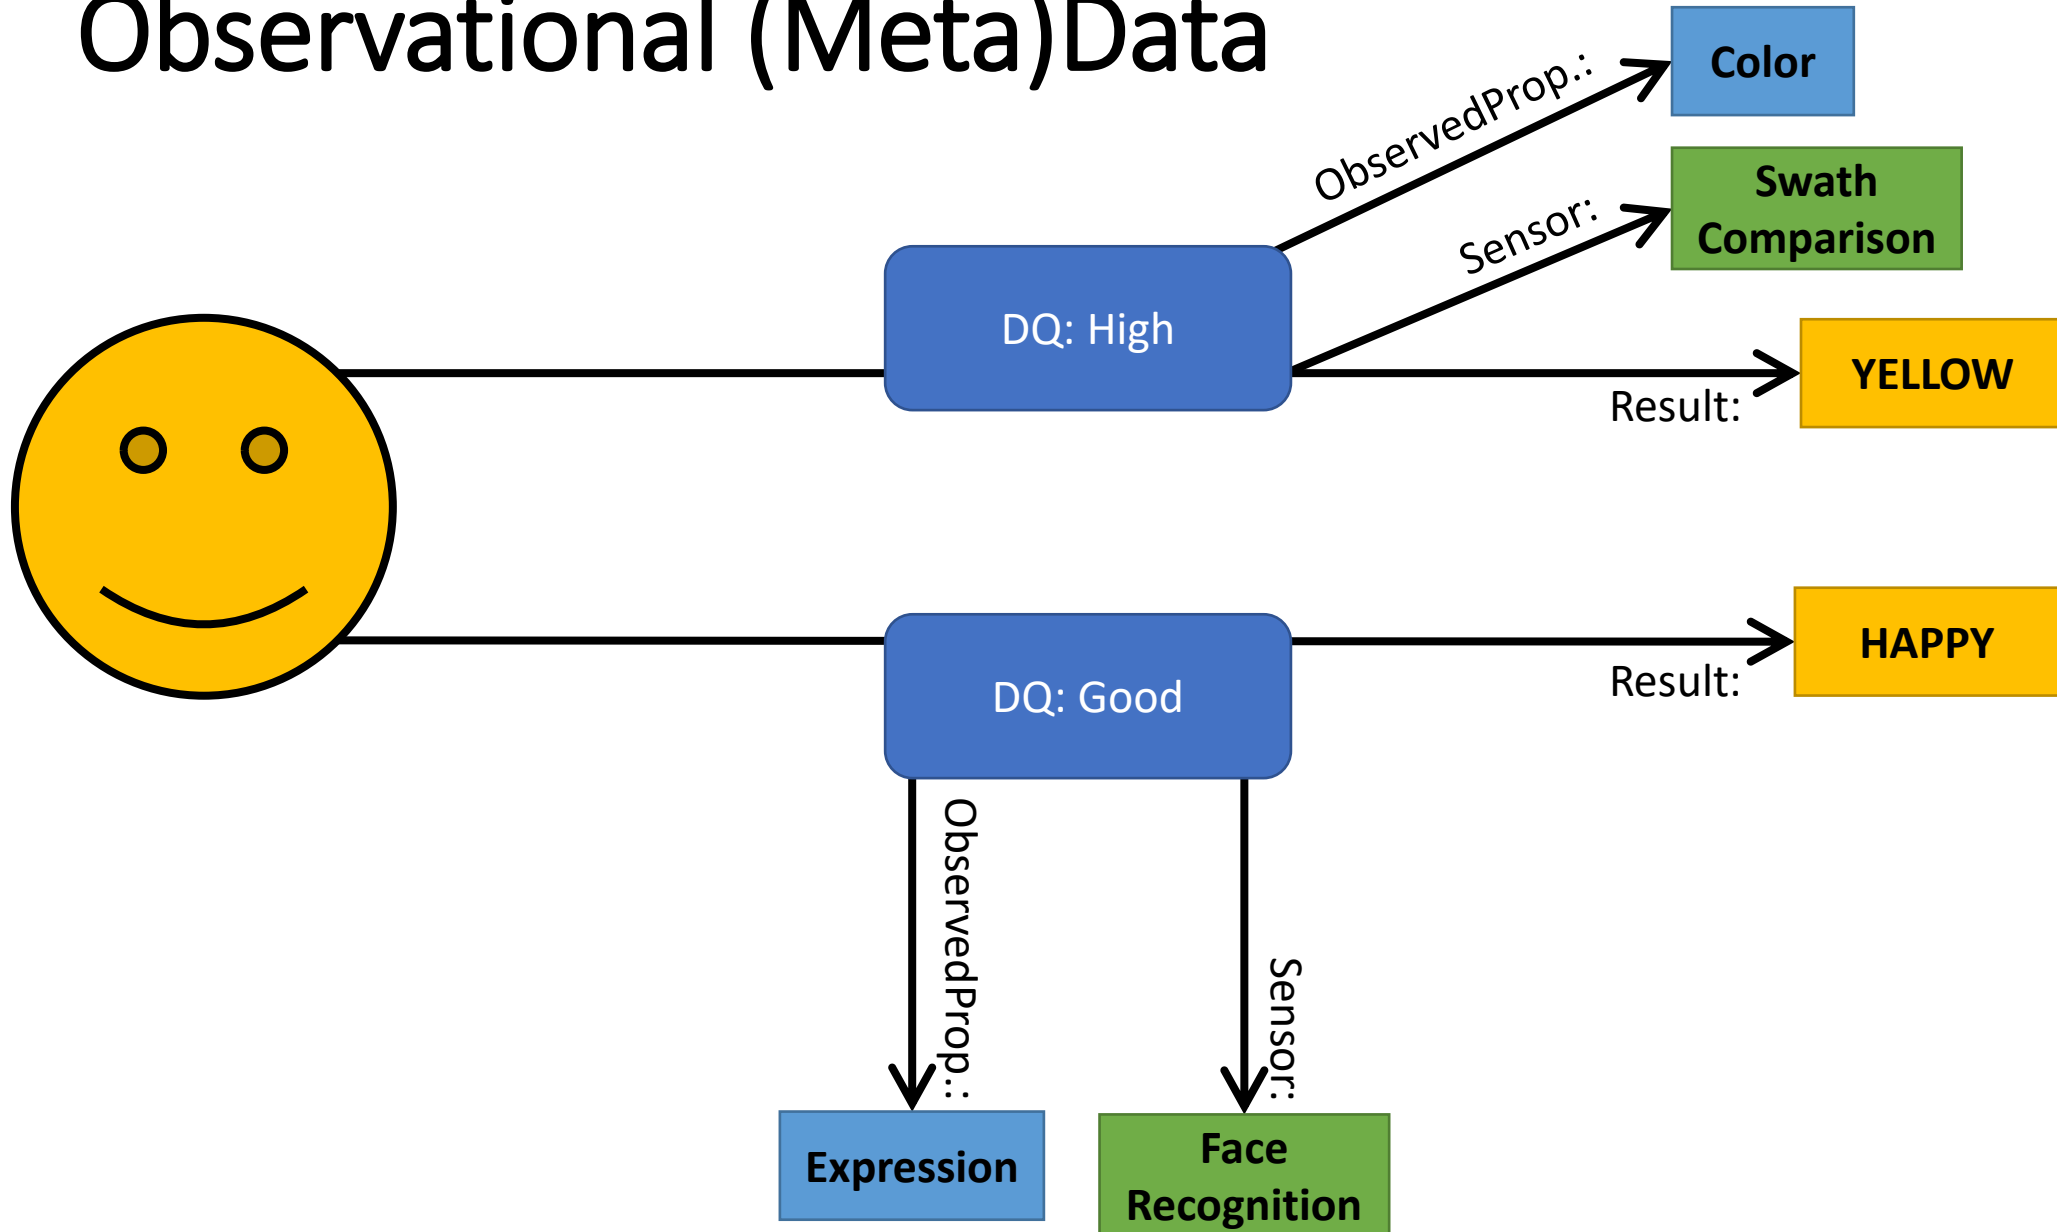 Observational (Meta)Data
ObservedProp.:
Color
Sensor:
Swath
Comparison
DQ: High
Result:
YELLOW
DQ: Good
Result:
HAPPY
ObservedProp.:
Sensor:
Expression
Face
Recognition